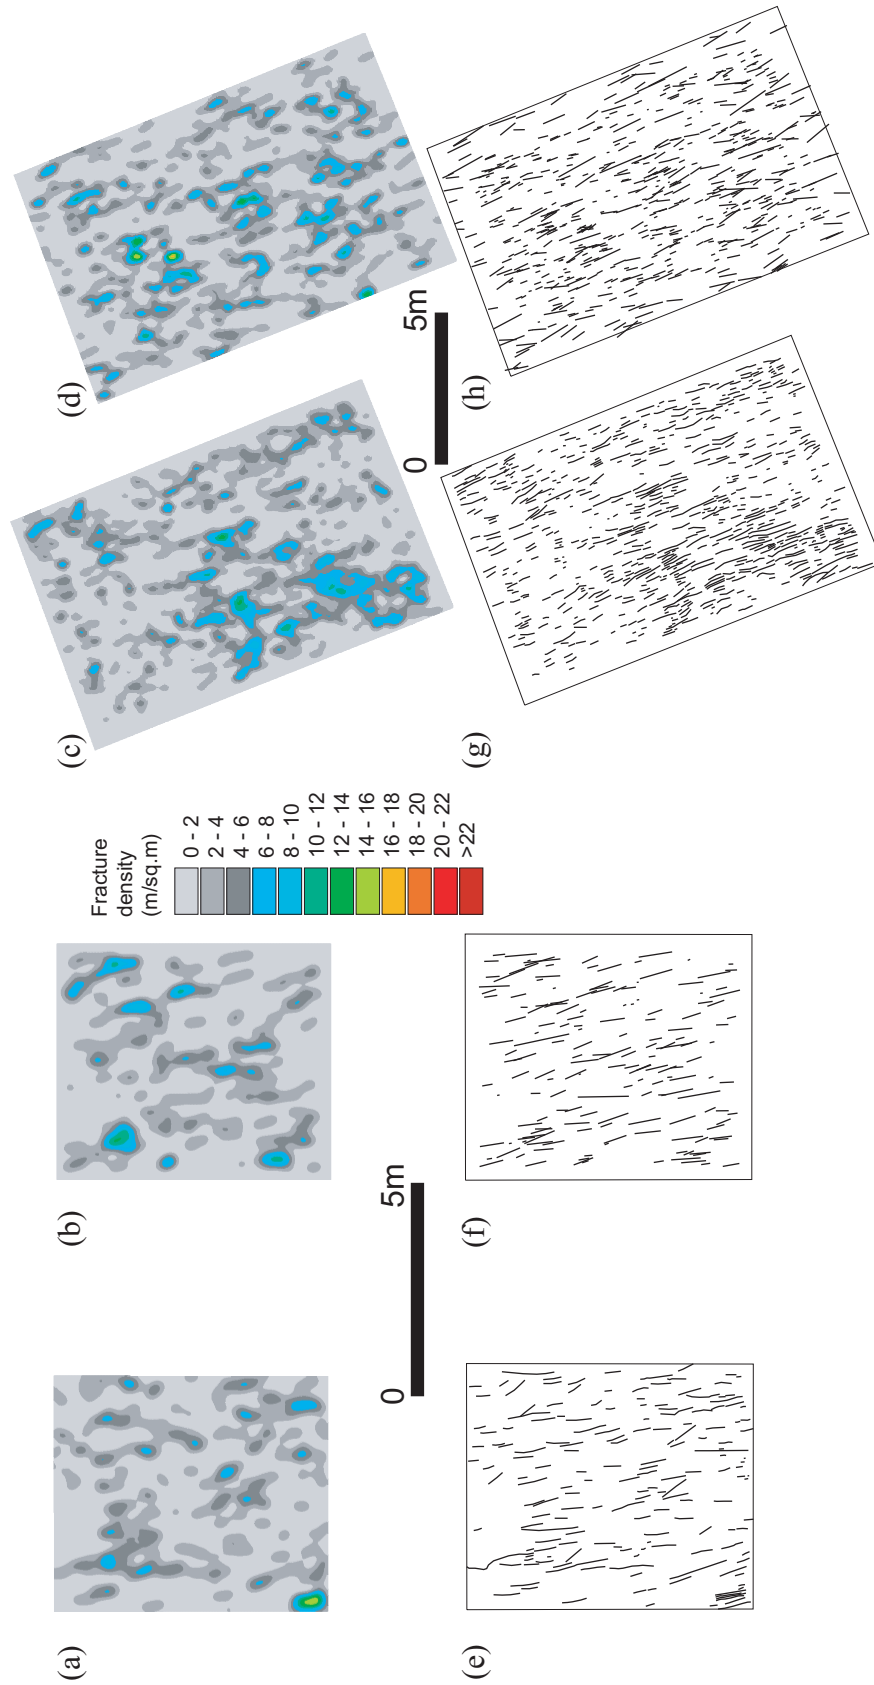 (a)
(b)
(c)
(d)
Fracture
density
(m/sq.m)
0 - 2
2 - 4
4 - 6
6 - 8
8 - 10
10 - 12
12 - 14
14 - 16
16 - 18
18 - 20
20 - 22
>22
0 5m
0 5m
(e)
(f)
(g)
(h)